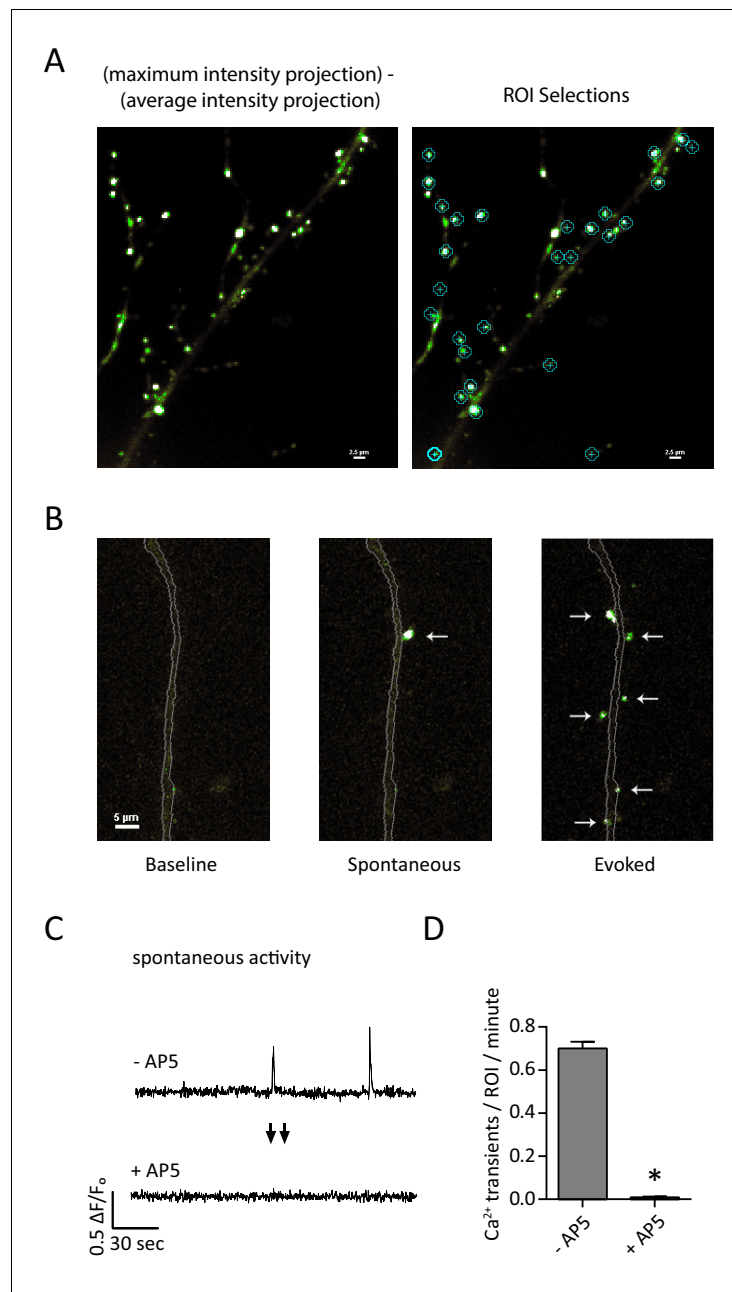 A
(maximum intensity projection) -
(average intensity projection)
ROI Selections
2.5 µm
2.5 µm
B
5 µm
Baseline
Spontaneous
Evoked
C
spontaneous activity
- AP5
+ AP5
0.5 ΔF/Fₒ
30 sec
D
Ca²⁺ transients / ROI / minute
0.8
0.6
0.4
0.2
0.0
*
- AP5
+ AP5